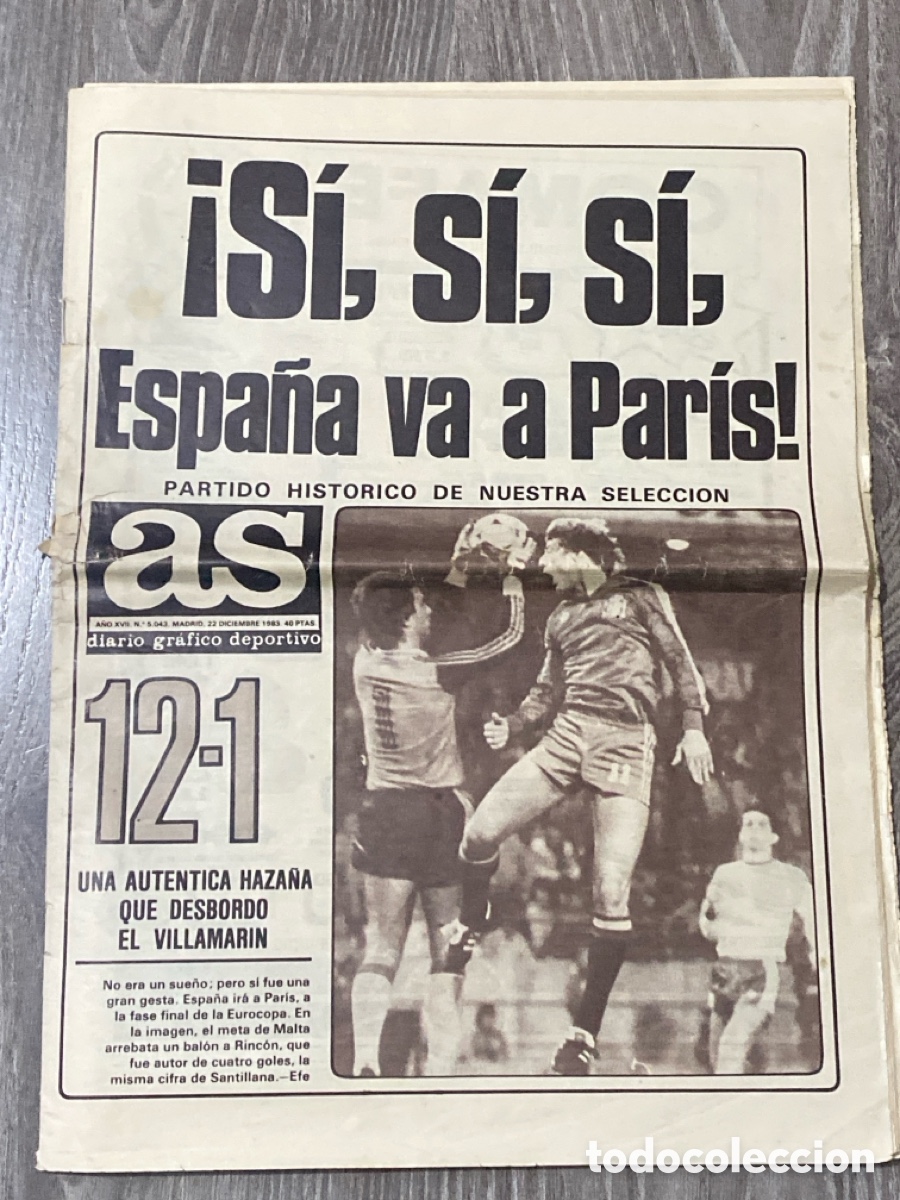 ¡Sí, sí, sí,
España va a París!
PARTIDO HISTORICO DE NUESTRA SELECCION
as
AÑO XVII. N.º 5.043. MADRID, 22 DICIEMBRE 1983. 40 PTAS.
diario gráfico deportivo
12-1
UNA AUTENTICA HAZAÑA
QUE DESBORDO
EL VILLAMARIN
No era un sueño; pero sí fue una
gran gesta. España irá a París, a
la fase final de la Eurocopa. En
la imagen, el meta de Malta
arrebata un balón a Rincón, que
fue autor de cuatro goles, la
misma cifra de Santillana.—Efe
11
todocoleccion